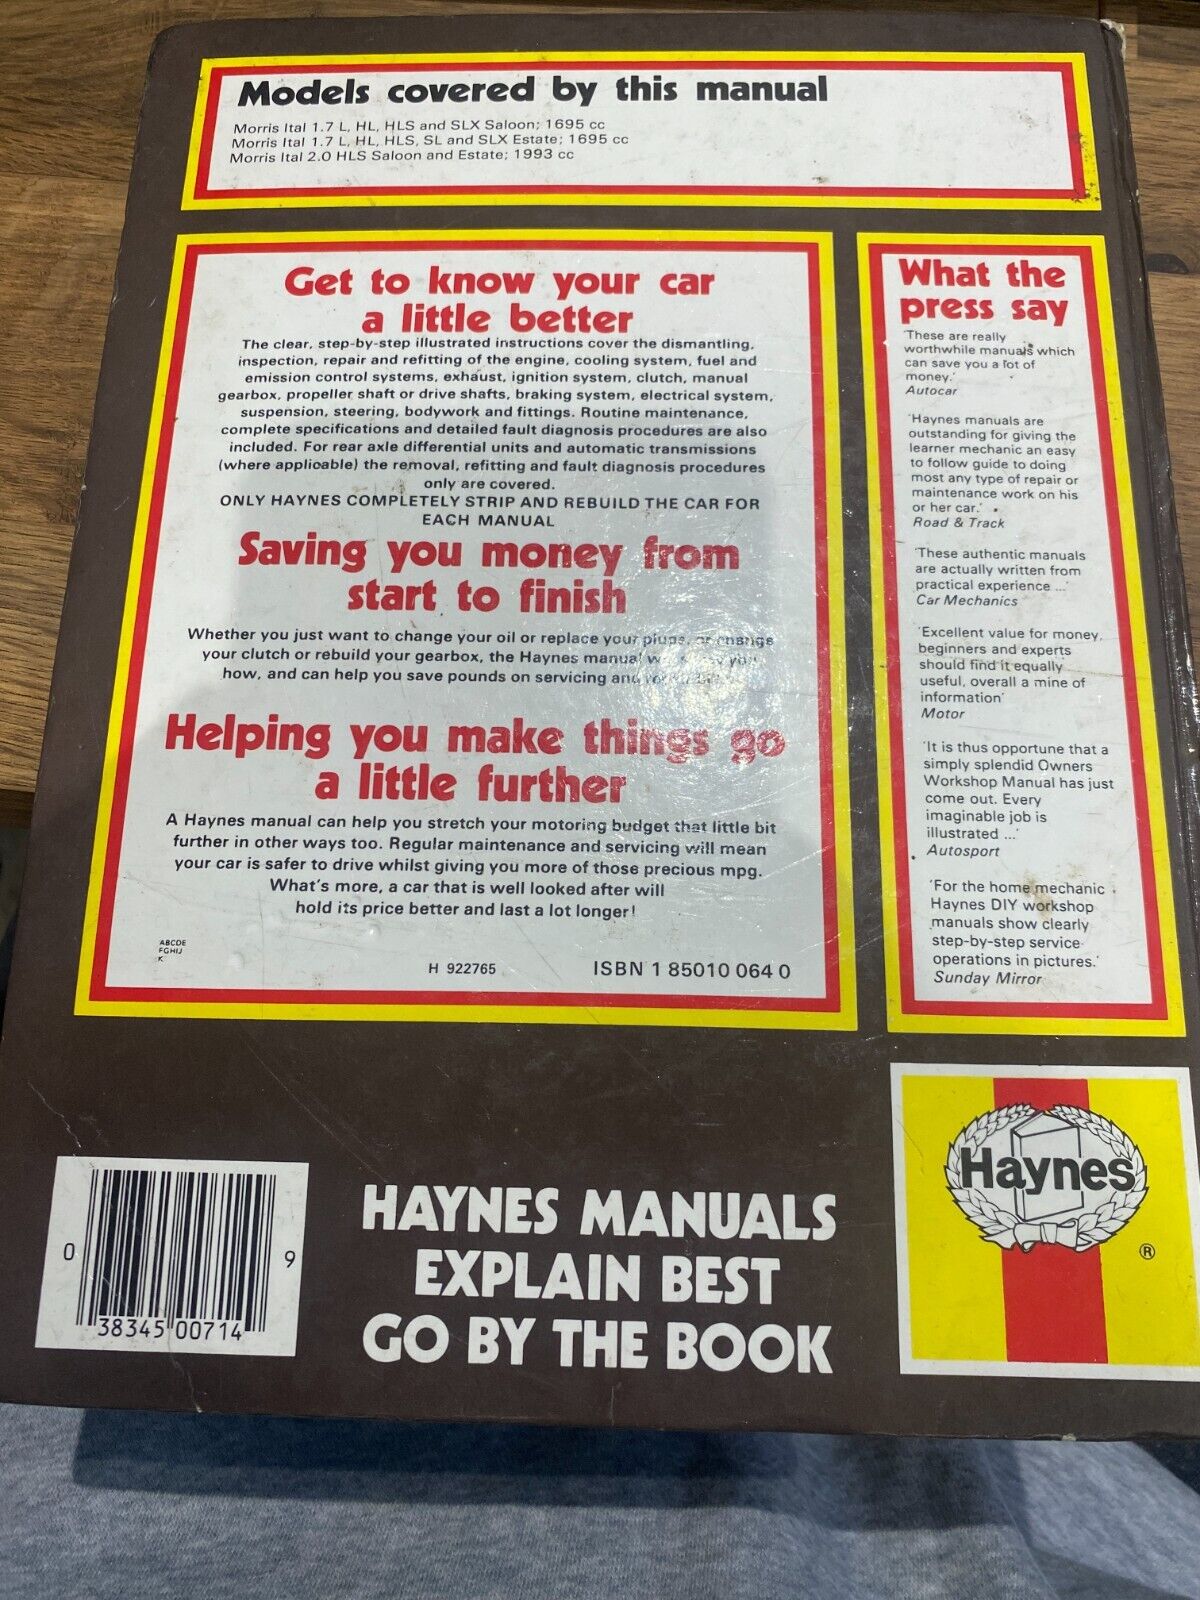 Models covered by this manual
Morris Ital 1.7 L, HL, HLS and SLX Saloon; 1695 cc
Morris Ital 1.7 L, HL, HLS, SL and SLX Estate; 1695 cc
Morris Ital 2.0 HLS Saloon and Estate; 1993 cc
Get to know your car
a little better
The clear, step-by-step illustrated instructions cover the dismantling,
inspection, repair and refitting of the engine, cooling system, fuel and
emission control systems, exhaust, ignition system, clutch, manual
gearbox, propeller shaft or drive shafts, braking system, electrical system,
suspension, steering, bodywork and fittings. Routine maintenance,
complete specifications and detailed fault diagnosis procedures are also
included. For rear axle differential units and automatic transmissions
(where applicable) the removal, refitting and fault diagnosis procedures
only are covered.
ONLY HAYNES COMPLETELY STRIP AND REBUILD THE CAR FOR
EACH MANUAL
Saving you money from
start to finish
Whether you just want to change your oil or replace your plugs, or change
your clutch or rebuild your gearbox, the Haynes manual you
how, and can help you save pounds on servicing and
Helping you make things go
a little further
A Haynes manual can help you stretch your motoring budget that little bit
further in other ways too. Regular maintenance and servicing will mean
your car is safer to drive whilst giving you more of those precious mpg.
What's more, a car that is well looked after will
hold its price better and last a lot longer!
ABCDE
FGHIJ
K
H 922765
ISBN 1 85010 064 0
What the
press say
'These are really
worthwhile manuals which
can save you a lot of
money.'
Autocar
'Haynes manuals are
outstanding for giving the
learner mechanic an easy
to follow guide to doing
most any type of repair or
maintenance work on his
or her car.'
Road & Track
'These authentic manuals
are actually written from
practical experience ...'
Car Mechanics
'Excellent value for money,
beginners and experts
should find it equally
useful, overall a mine of
information'
Motor
'It is thus opportune that a
simply splendid Owners
Workshop Manual has just
come out. Every
imaginable job is
illustrated ...'
Autosport
'For the home mechanic
Haynes DIY workshop
manuals show clearly
step-by-step service
operations in pictures.'
Sunday Mirror
Haynes
®
HAYNES MANUALS
EXPLAIN BEST
GO BY THE BOOK
0 38345 00714 9